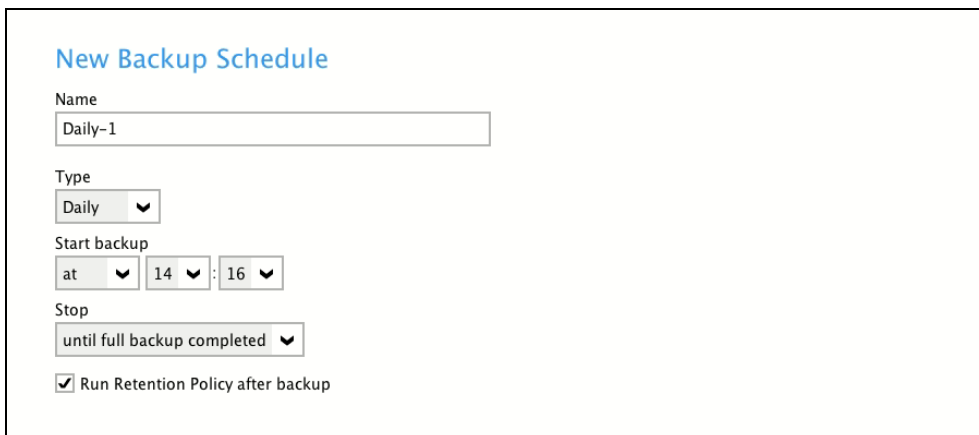 New Backup Schedule
Name
Daily-1
Type
Daily
Start backup
at 14 : 16
Stop
until full backup completed
Run Retention Policy after backup